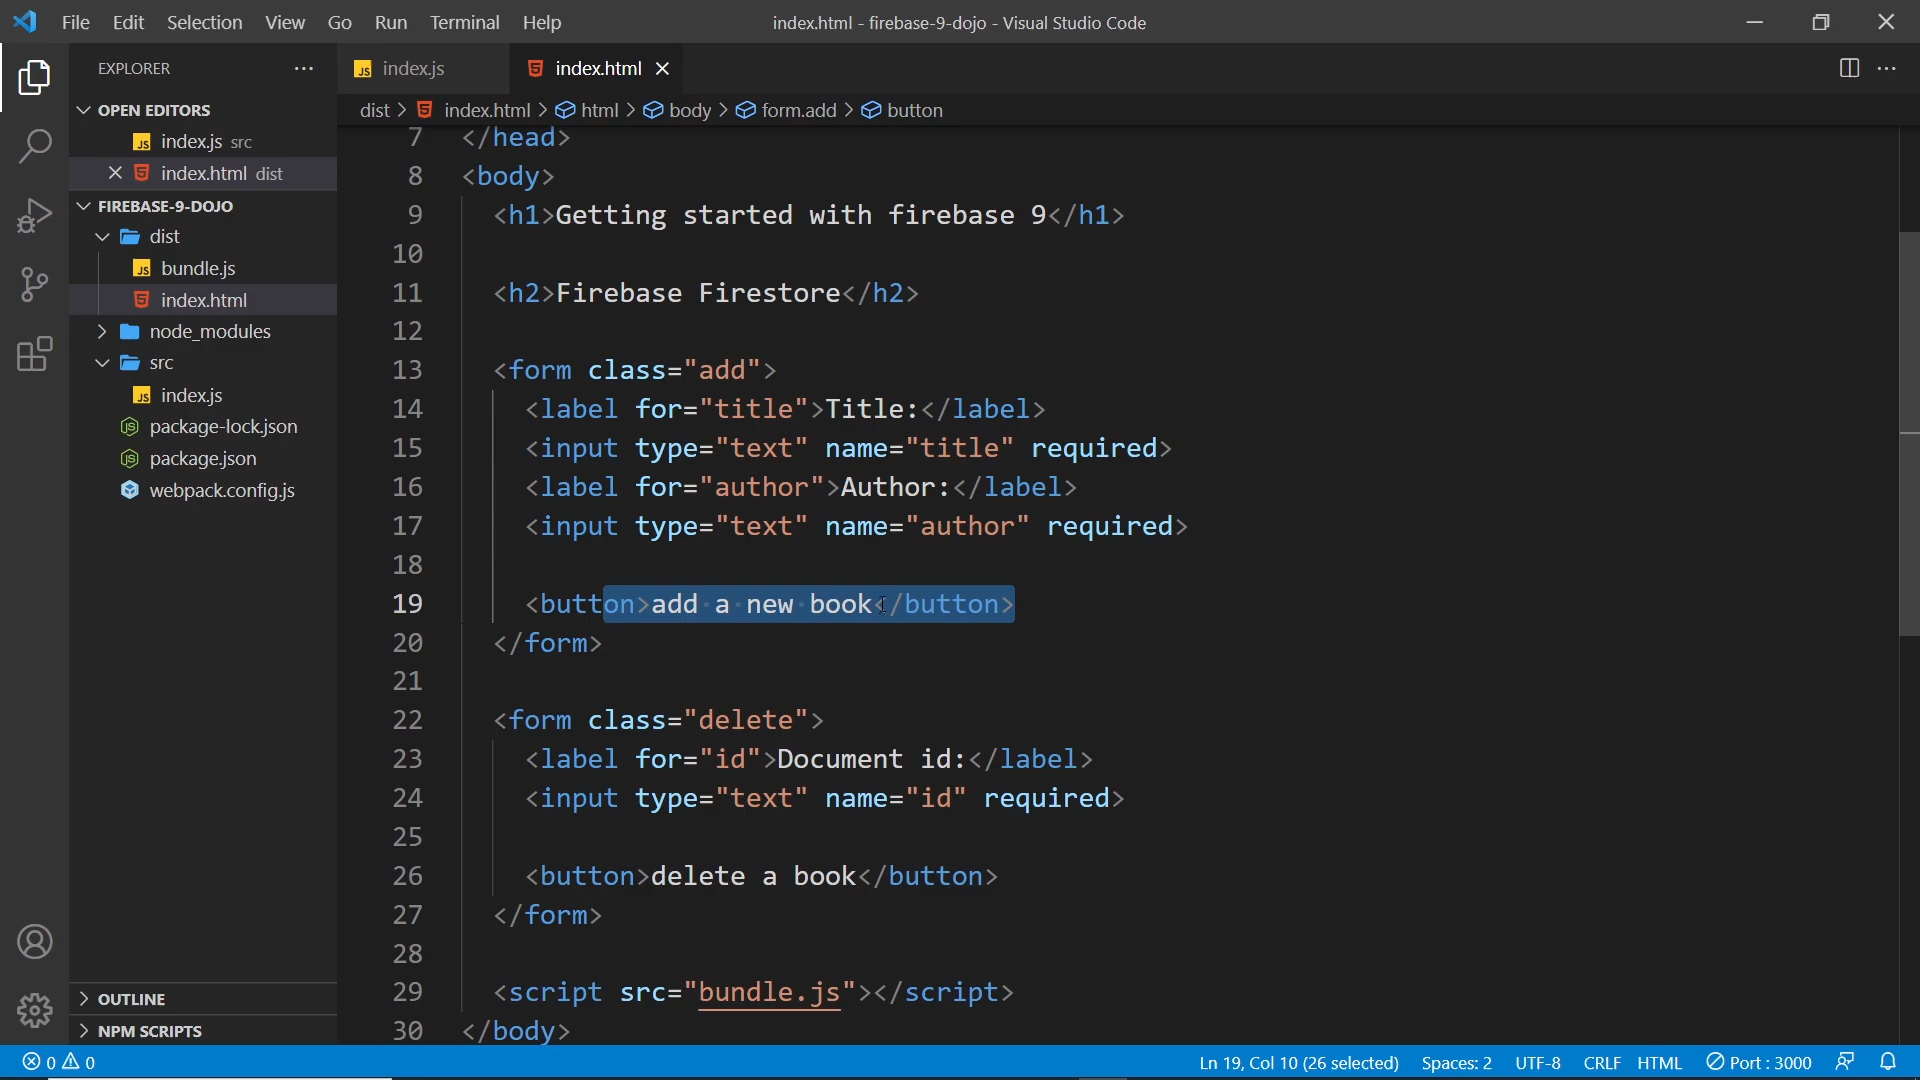 File Edit Selection View Go Run Terminal Help
index.html - firebase-9-dojo - Visual Studio Code
EXPLORER
OPEN EDITORS
index.js src
index.html dist
FIREBASE-9-DOJO
dist
bundle.js
index.html
node_modules
src
index.js
package-lock.json
package.json
webpack.config.js
OUTLINE
NPM SCRIPTS
index.js
index.html
dist > index.html > html > body > form.add > button
7 </head>
8 <body>
9 <h1>Getting started with firebase 9</h1>
10
11 <h2>Firebase Firestore</h2>
12
13 <form class="add">
14 <label for="title">Title:</label>
15 <input type="text" name="title" required>
16 <label for="author">Author:</label>
17 <input type="text" name="author" required>
18
19 <button>add a new book</button>
20 </form>
21
22 <form class="delete">
23 <label for="id">Document id:</label>
24 <input type="text" name="id" required>
25
26 <button>delete a book</button>
27 </form>
28
29 <script src="bundle.js"></script>
30 </body>
0 0
Ln 19, Col 10 (26 selected) Spaces: 2 UTF-8 CRLF HTML Port : 3000